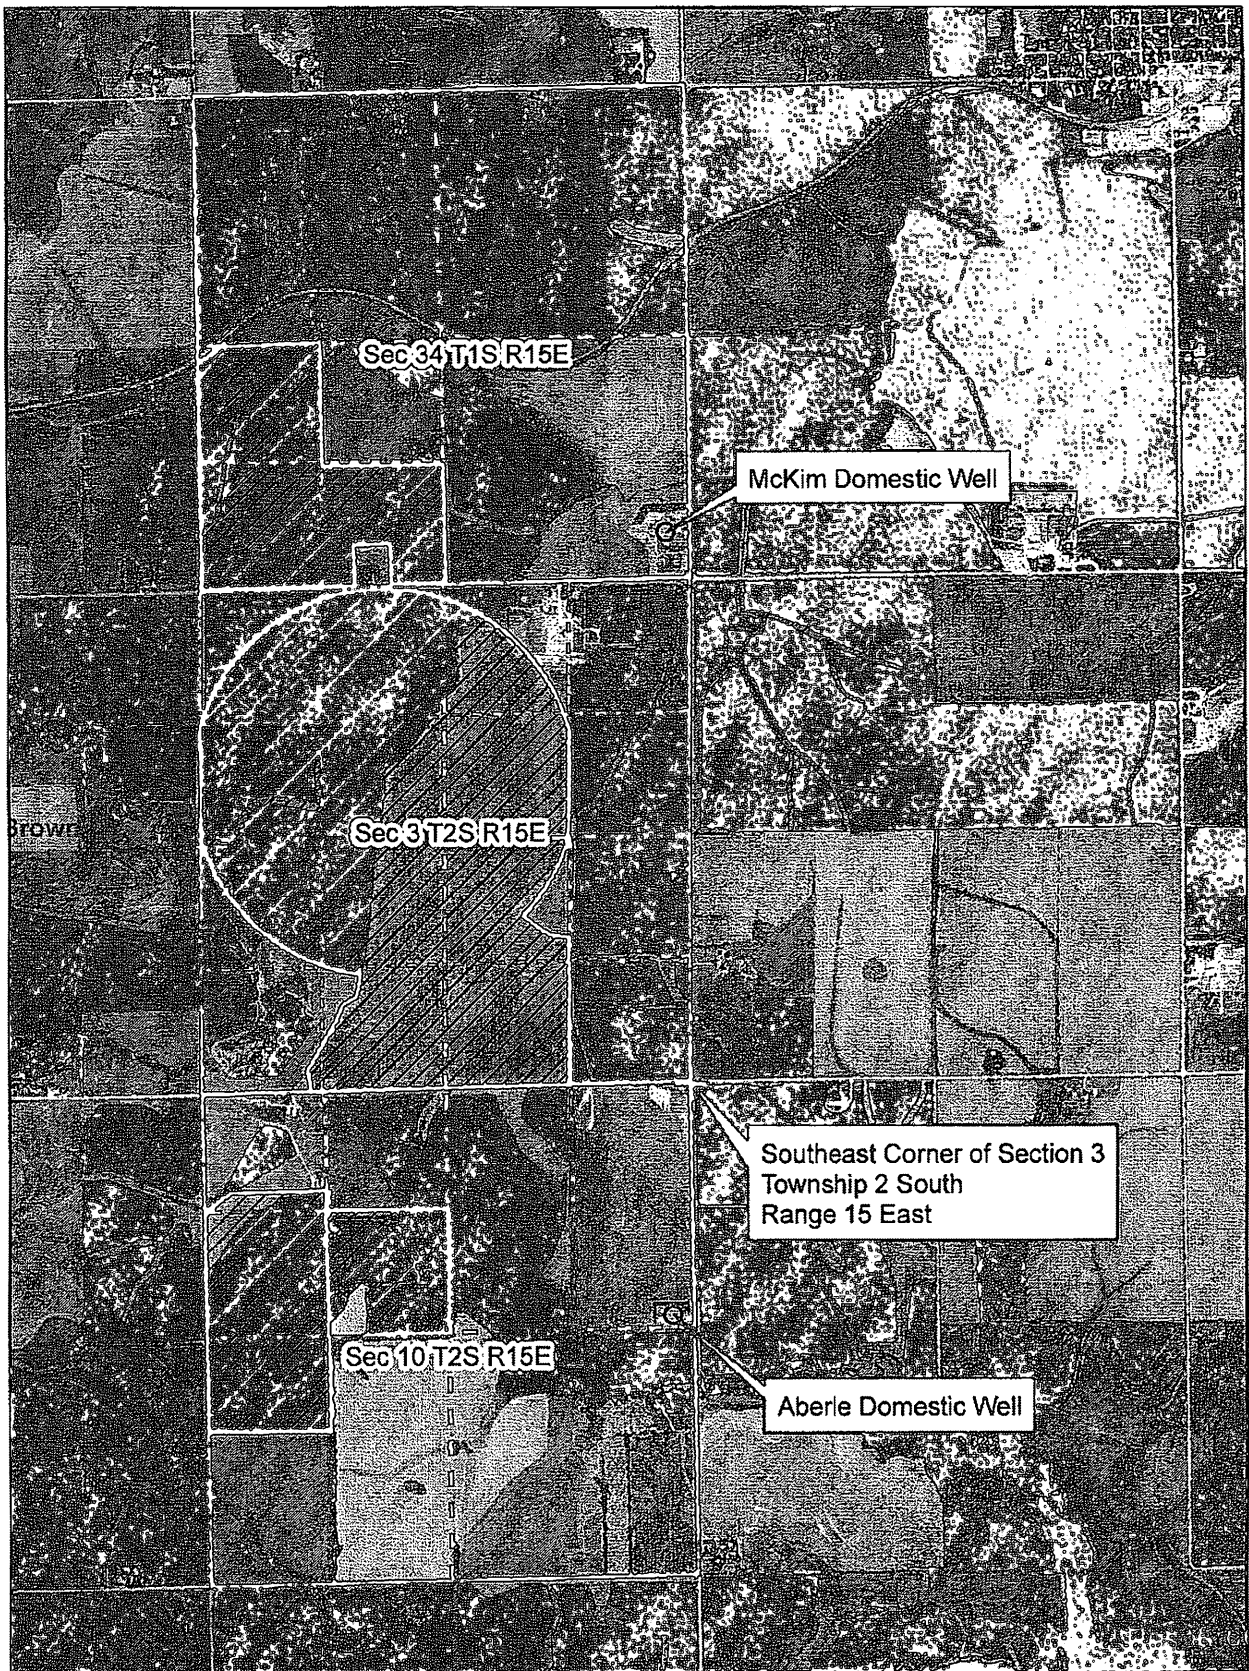 Sec 34 T1S R15E
McKim Domestic Well
Brown
Sec 3 T2S R15E
Southeast Corner of Section 3
Township 2 South
Range 15 East
Sec 10 T2S R15E
Aberle Domestic Well